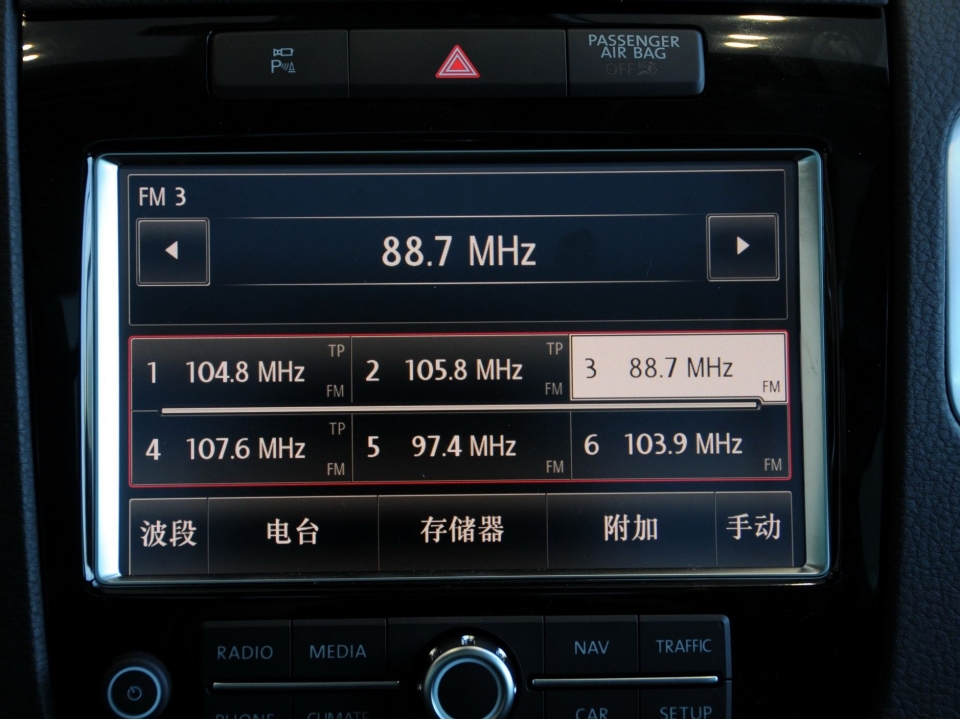 P
PASSENGER
AIR BAG
OFF
FM 3
88.7 MHz
1 104.8 MHz TP FM
2 105.8 MHz TP FM
3 88.7 MHz FM
4 107.6 MHz TP FM
5 97.4 MHz FM
6 103.9 MHz FM
波段 电台 存储器 附加 手动
RADIO MEDIA NAV TRAFFIC
PHONE CLIMATE CAR SETUP